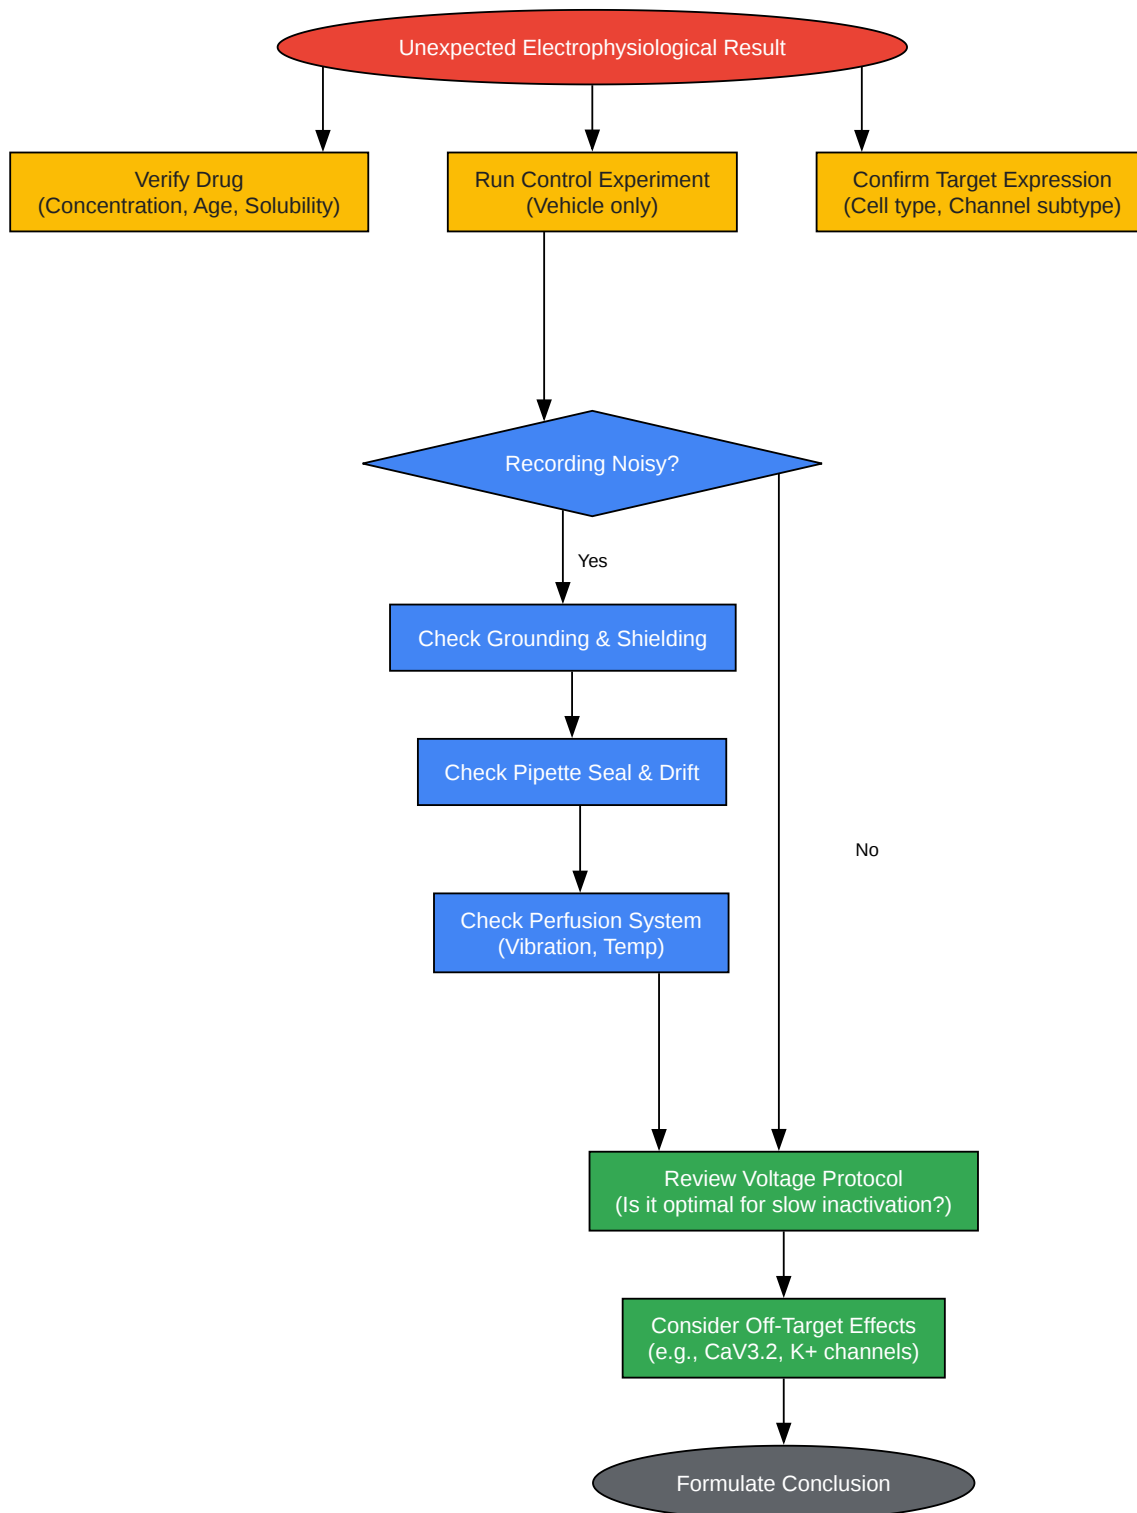 Unexpected Electrophysiological Result
Verify Drug
(Concentration, Age, Solubility)
Run Control Experiment
(Vehicle only)
Confirm Target Expression
(Cell type, Channel subtype)
Recording Noisy?
Yes
Check Grounding & Shielding
Check Pipette Seal & Drift
No
Check Perfusion System
(Vibration, Temp)
Review Voltage Protocol
(Is it optimal for slow inactivation?)
Consider Off-Target Effects
(e.g., CaV3.2, K+ channels)
Formulate Conclusion